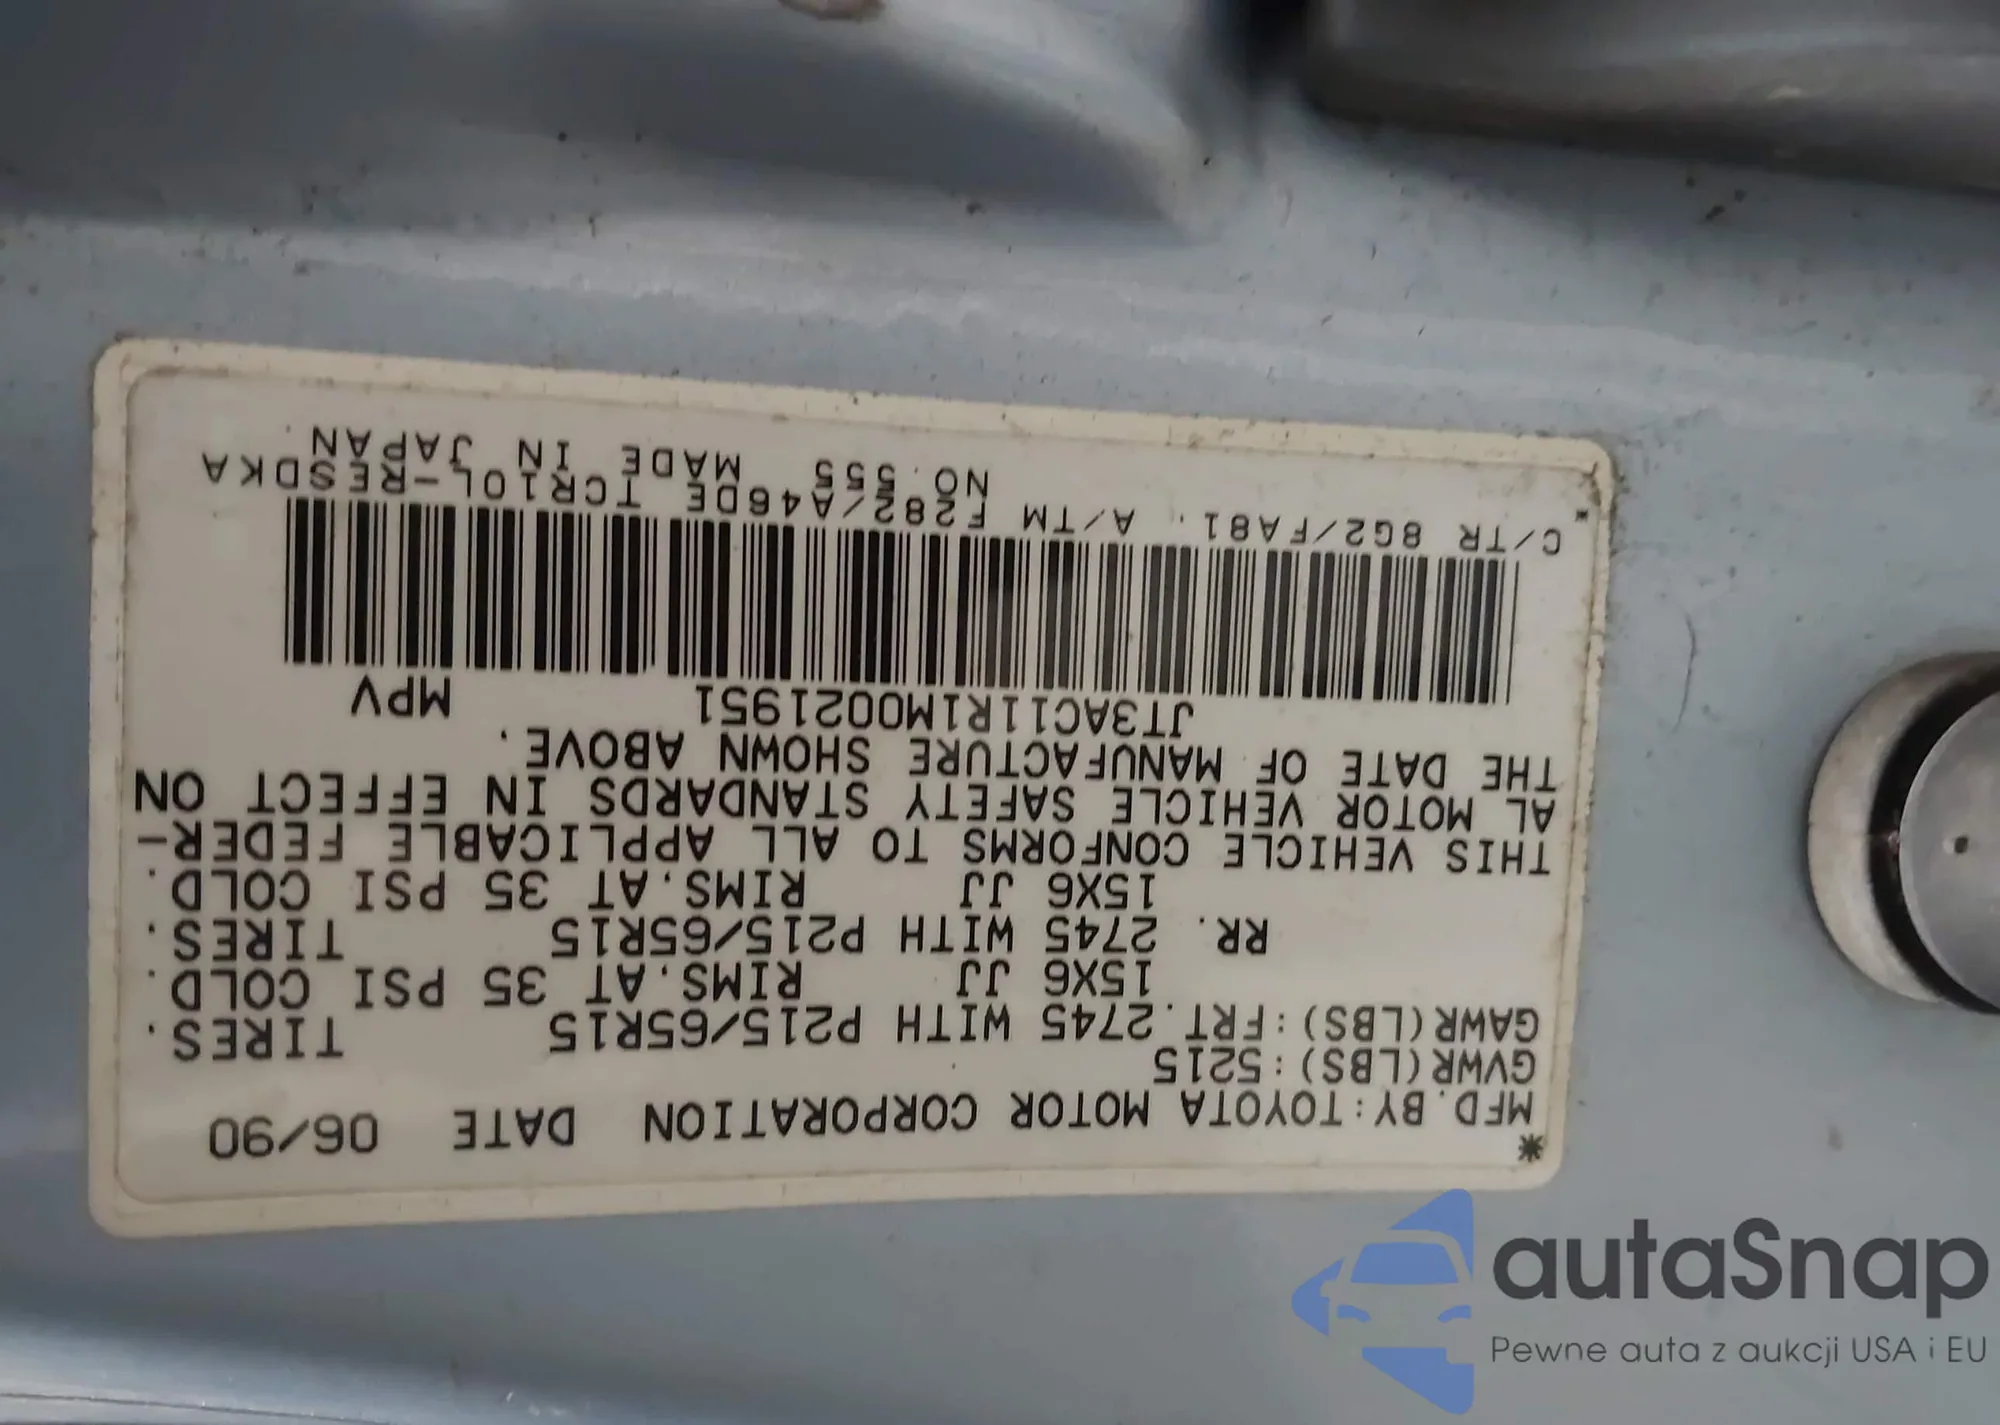 *
MFD.BY:TOYOTA MOTOR CORPORATION DATE 06/90
GVWR(LBS):5215
GAWR(LBS):FRT.2745 WITH P215/65R15 TIRES.
15X6 JJ RIMS.AT 35 PSI COLD.
RR. 2745 WITH P215/65R15 TIRES.
15X6 JJ RIMS.AT 35 PSI COLD.
THIS VEHICLE CONFORMS TO ALL APPLICABLE FEDER-
AL MOTOR VEHICLE SAFETY STANDARDS IN EFFECT ON
THE DATE OF MANUFACTURE SHOWN ABOVE.
JT3AC11R1M0021951 MPV
C/TR 8G2/FA81. A/TM F282/A46DE TCR10L-RESDKA
NO.555 MADE IN JAPAN.
autaSnap
Pewne auta z aukcji USA i EU